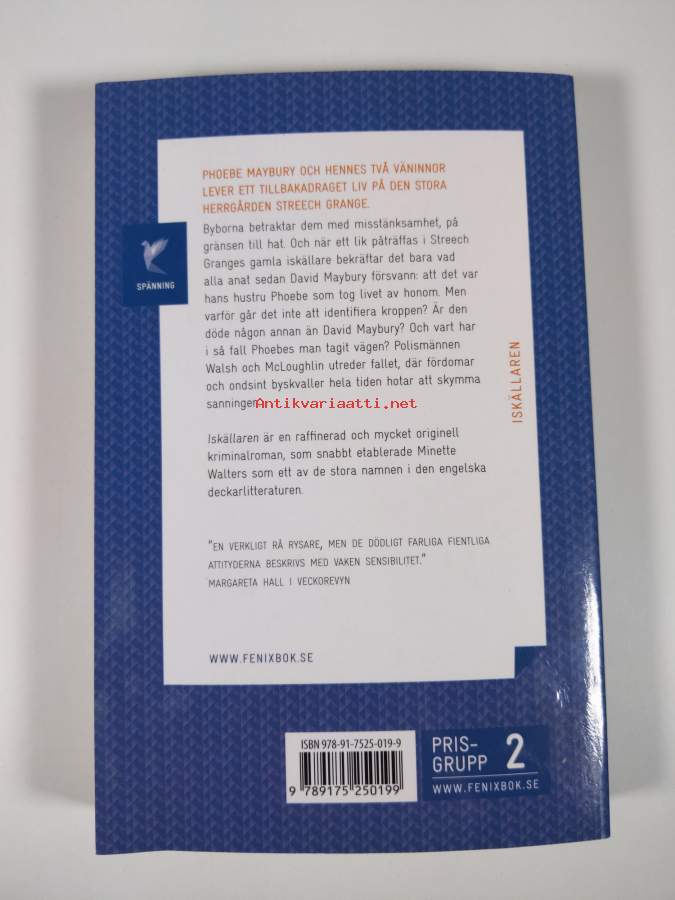 PHOEBE MAYBURY OCH HENNES TVÅ VÄNINNOR
LEVER ETT TILLBAKADRAGET LIV PÅ DEN STORA
HERRGÅRDEN STREECH GRANGE.
Byborna betraktar dem med misstänksamhet, på
gränsen till hat. Och när ett lik påträffas i Streech
Granges gamla iskällare bekräftar det bara vad
alla anat sedan David Maybury försvann: att det var
hans hustru Phoebe som tog livet av honom. Men
varför går det inte att identifiera kroppen? Är den
döde någon annan än David Maybury? Och vart har
i så fall Phoebes man tagit vägen? Polismännen
Walsh och McLoughlin utreder fallet, där fördomar
och ondsint byskvaller hela tiden hotar att skymma
sanningen
Antikvariaatti.net
Iskällaren är en raffinerad och mycket originell
kriminalroman, som snabbt etablerade Minette
Walters som ett av de stora namnen i den engelska
deckarlitteraturen.
"EN VERKLIGT RÅ RYSARE, MEN DE DÖDLIGT FARLIGA FIENTLIGA
ATTITYDERNA BESKRIVS MED VAKEN SENSIBILITET."
MARGARETA HALL I VECKOREVYN
WWW.FENIXBOK.SE
SPÄNNING
ISKÄLLAREN
ISBN 978-91-7525-019-9
9 789175 250199
PRIS-
GRUPP 2
WWW.FENIXBOK.SE